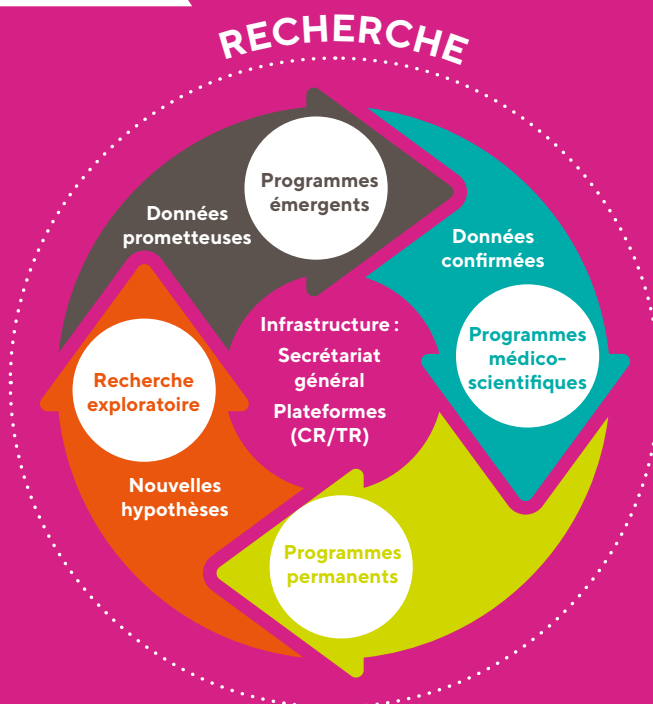 RECHERCHE
Programmes
émergents
Données
prometteuses
Données
confirmées
Infrastructure :
Secrétariat
général
Plateformes
(CR/TR)
Programmes
médico-
scientifiques
Recherche
exploratoire
Nouvelles
hypothèses
Programmes
permanents